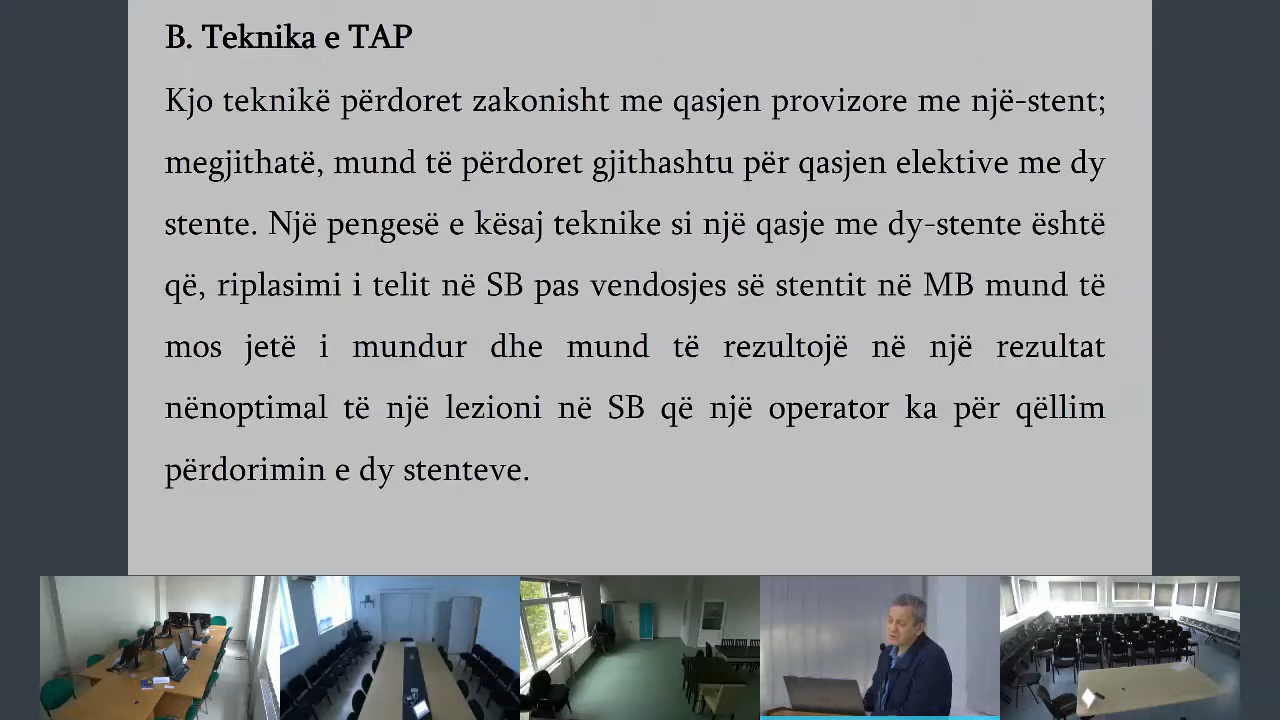 B. Teknika e TAP
Kjo teknikë përdoret zakonisht me qasjen provizore me një-stent;
megjithatë, mund të përdoret gjithashtu për qasjen elektive me dy
stente. Një pengesë e kësaj teknike si një qasje me dy-stente është
që, riplasimi i telit në SB pas vendosjes së stentit në MB mund të
mos jetë i mundur dhe mund të rezultojë në një rezultat
nënoptimal të një lezioni në SB që një operator ka për qëllim
përdorimin e dy stenteve.